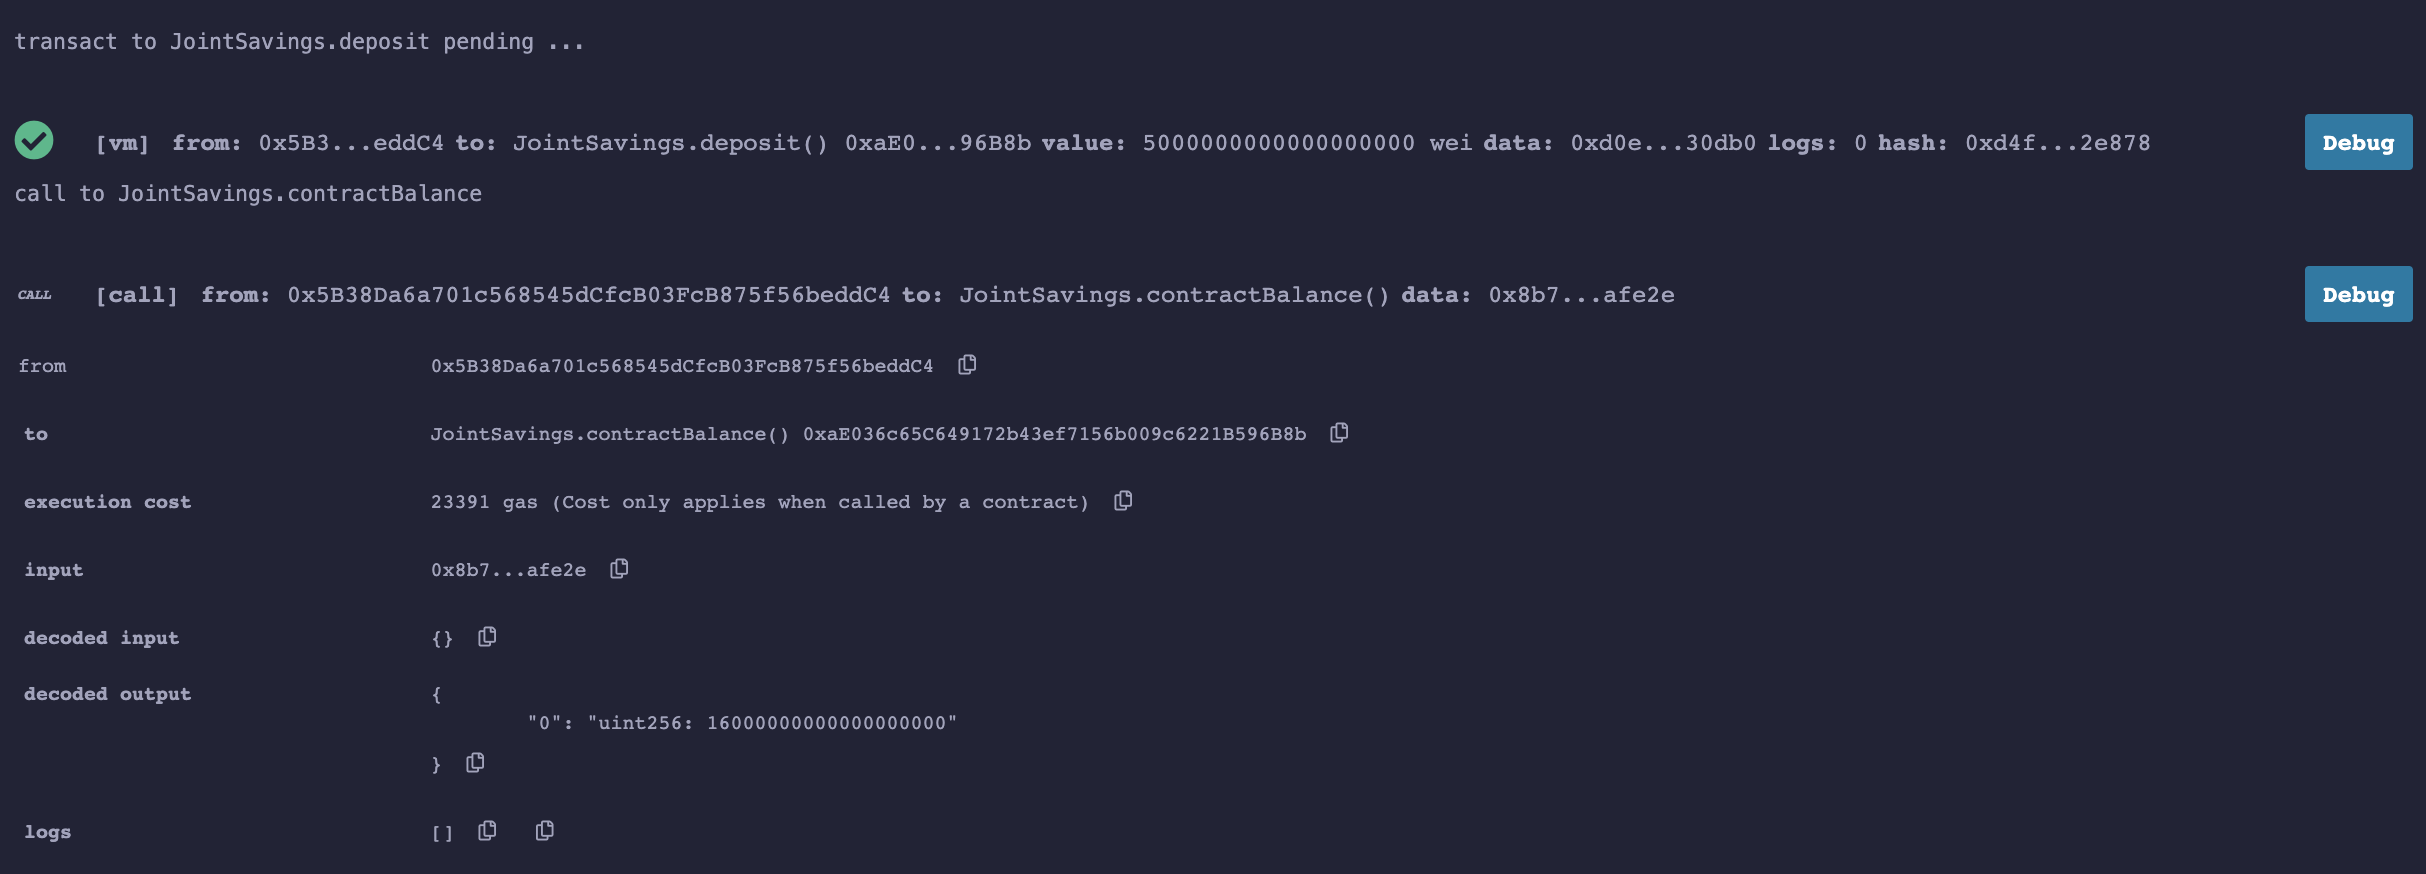 transact to JointSavings.deposit pending ...
[vm] from: 0x5B3...eddC4 to: JointSavings.deposit() 0xaE0...96B8b value: 5000000000000000000 wei data: 0xd0e...30db0 logs: 0 hash: 0xd4f...2e878 Debug
call to JointSavings.contractBalance
CALL [call] from: 0x5B38Da6a701c568545dCfcB03FcB875f56beddC4 to: JointSavings.contractBalance() data: 0x8b7...afe2e Debug
from 0x5B38Da6a701c568545dCfcB03FcB875f56beddC4
to JointSavings.contractBalance() 0xaE036c65C649172b43ef7156b009c6221B596B8b
execution cost 23391 gas (Cost only applies when called by a contract)
input 0x8b7...afe2e
decoded input {}
decoded output {
"0": "uint256: 16000000000000000000"
}
logs []